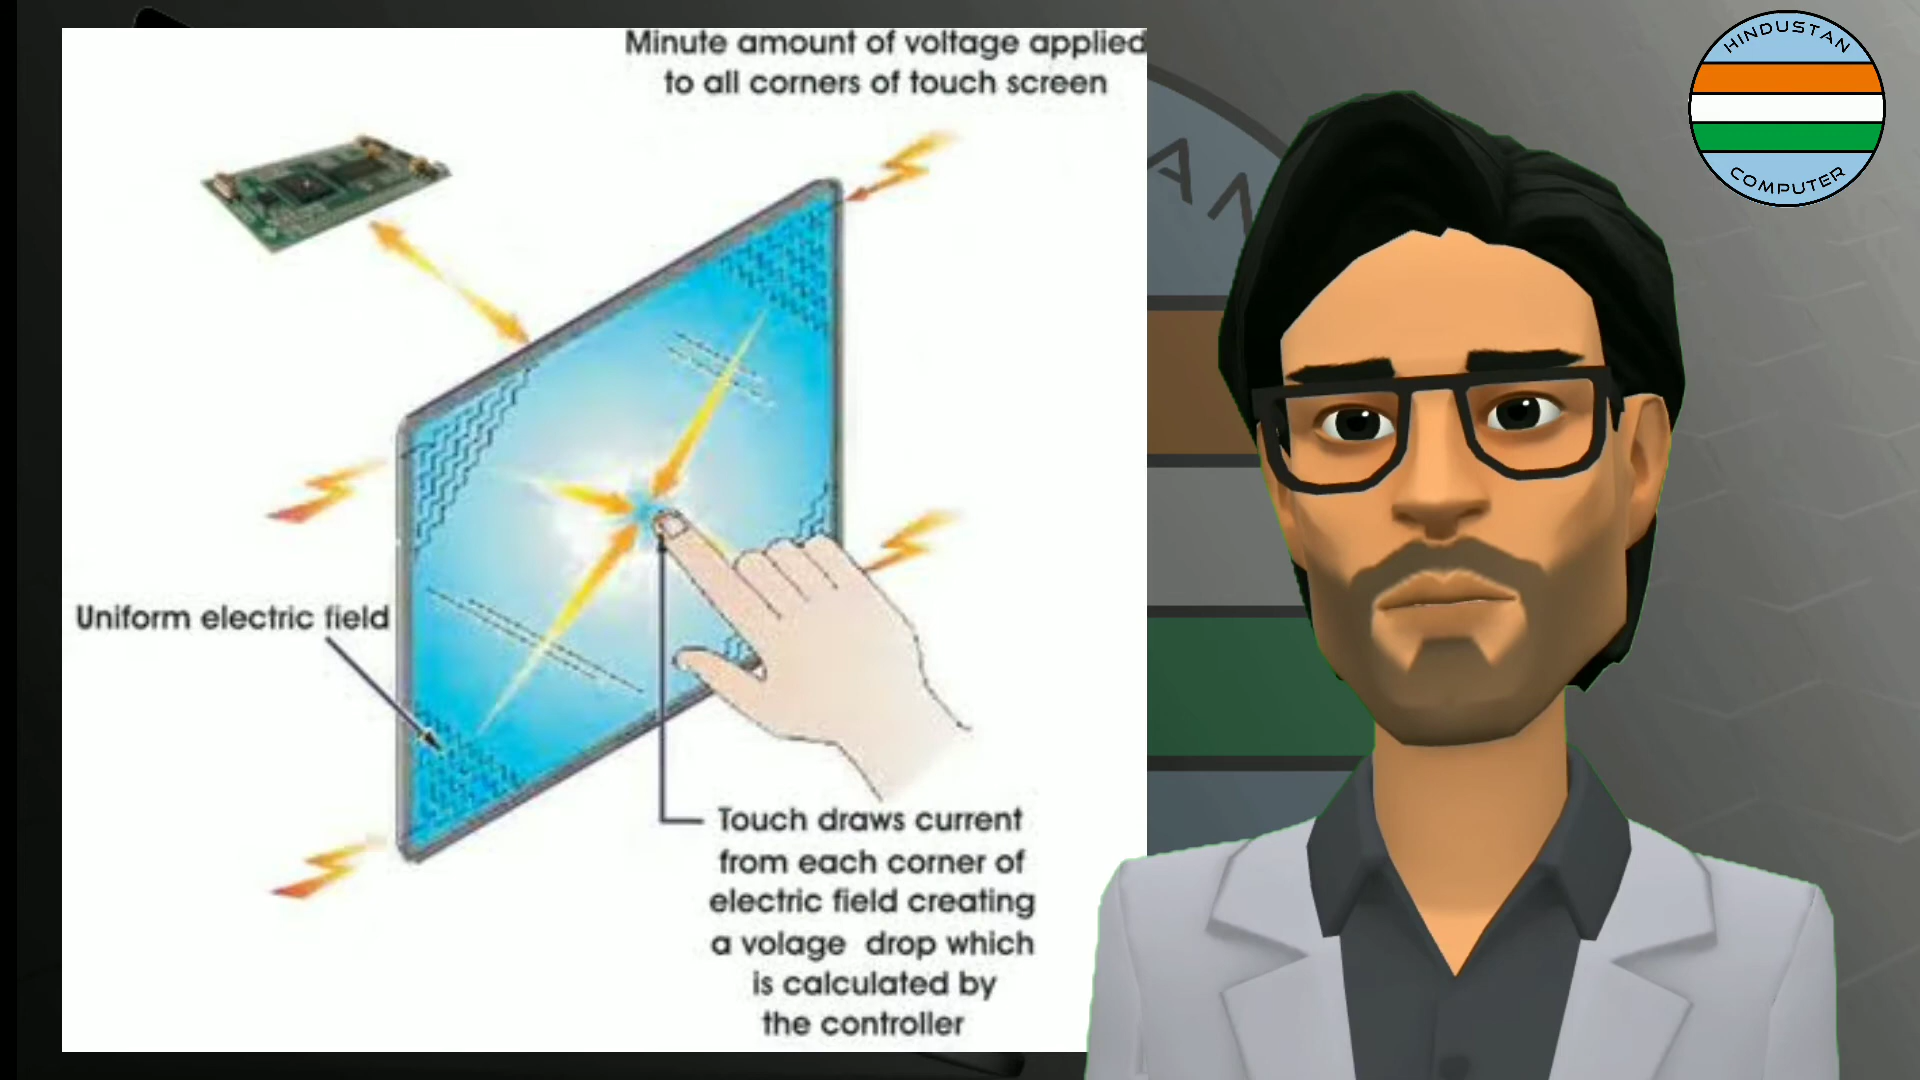 Minute amount of voltage applied
to all corners of touch screen
HINDUSTAN
COMPUTER
AN
Uniform electric field
Touch draws current
from each corner of
electric field creating
a volage drop which
is calculated by
the controller